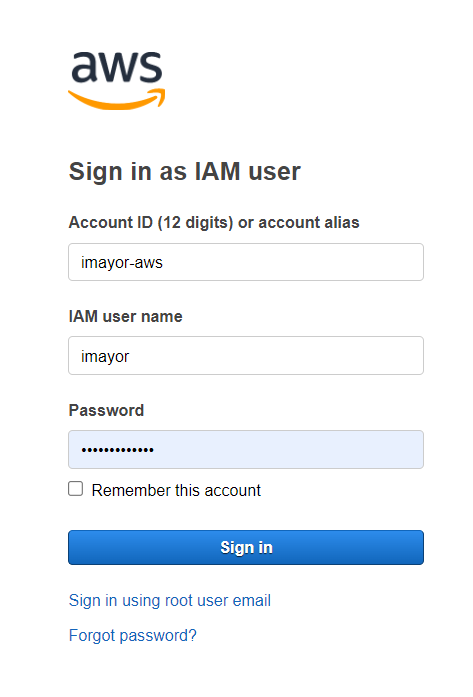 aws
Sign in as IAM user
Account ID (12 digits) or account alias
imayor-aws
IAM user name
imayor
Password
•••••••••••••
Remember this account
Sign in
Sign in using root user email
Forgot password?